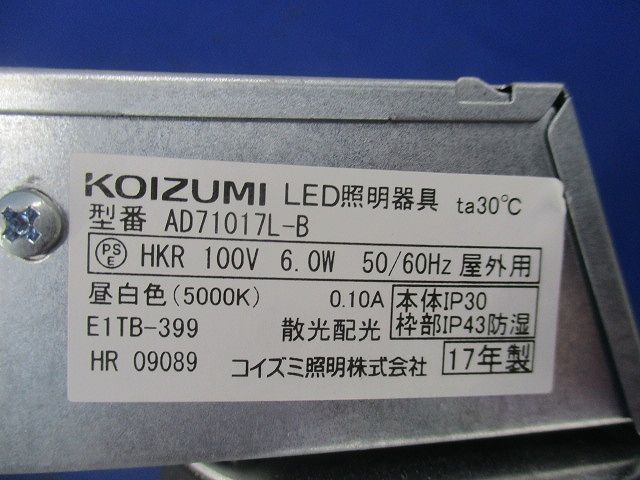 KOIZUMI LED照明器具 ta30℃
型番 AD71017L-B
PSE HKR 100V 6.0W 50/60Hz 屋外用
昼白色(5000K) 0.10A 本体IP30
E1TB-399 散光配光 枠部IP43防湿
HR 09089 コイズミ照明株式会社 17年製